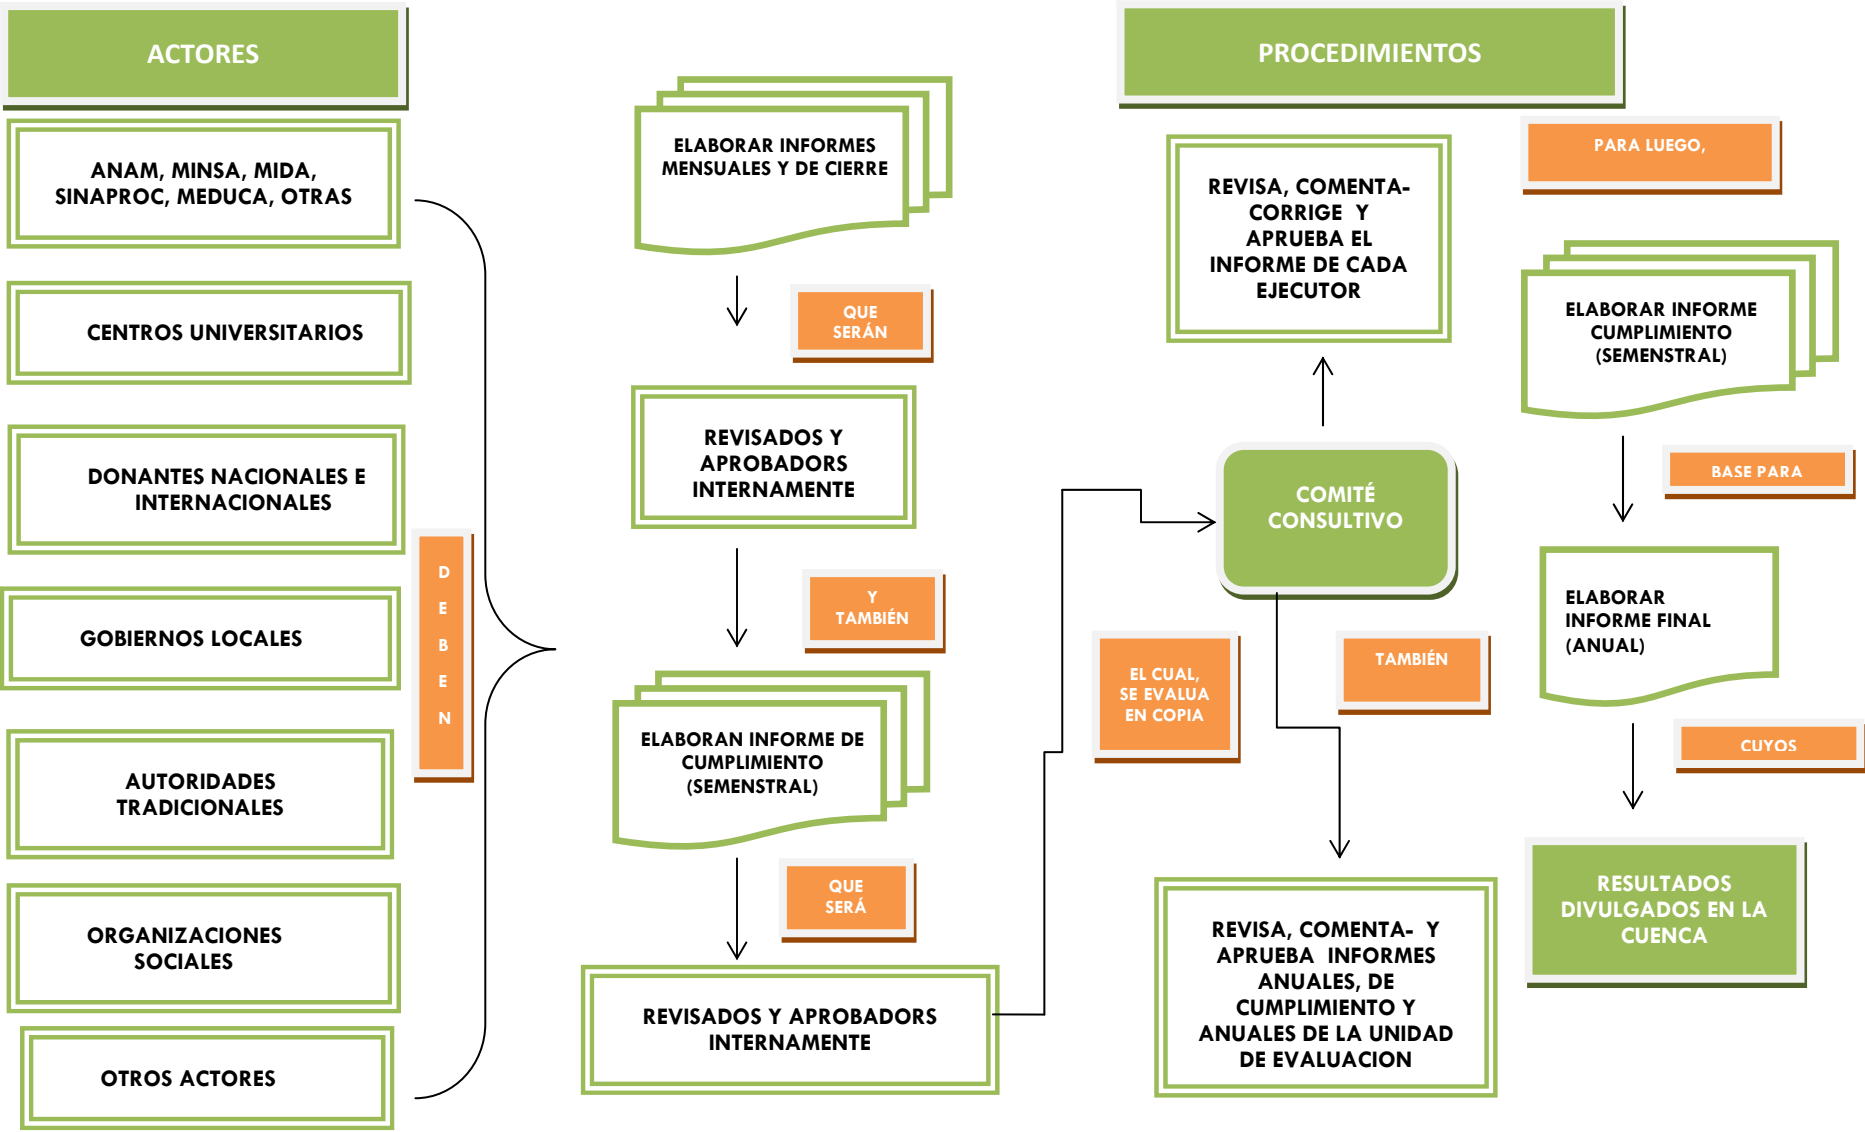 ACTORES
ANAM, MINSA, MIDA,
SINAPROC, MEDUCA, OTRAS
CENTROS UNIVERSITARIOS
DONANTES NACIONALES E
INTERNACIONALES
GOBIERNOS LOCALES
AUTORIDADES
TRADICIONALES
ORGANIZACIONES
SOCIALES
OTROS ACTORES
D
E
B
E
N
ELABORAR INFORMES
MENSUALES Y DE CIERRE
QUE
SERÁN
REVISADOS Y
APROBADORS
INTERNAMENTE
Y
TAMBIÉN
ELABORAN INFORME DE
CUMPLIMIENTO
(SEMENSTRAL)
QUE
SERÁ
REVISADOS Y APROBADORS
INTERNAMENTE
PROCEDIMIENTOS
REVISA, COMENTA-
CORRIGE Y
APRUEBA EL
INFORME DE CADA
EJECUTOR
COMITÉ
CONSULTIVO
EL CUAL,
SE EVALUA
EN COPIA
TAMBIÉN
REVISA, COMENTA- Y
APRUEBA INFORMES
ANUALES, DE
CUMPLIMIENTO Y
ANUALES DE LA UNIDAD
DE EVALUACION
PARA LUEGO,
ELABORAR INFORME
CUMPLIMIENTO
(SEMENSTRAL)
BASE PARA
ELABORAR
INFORME FINAL
(ANUAL)
CUYOS
RESULTADOS
DIVULGADOS EN LA
CUENCA